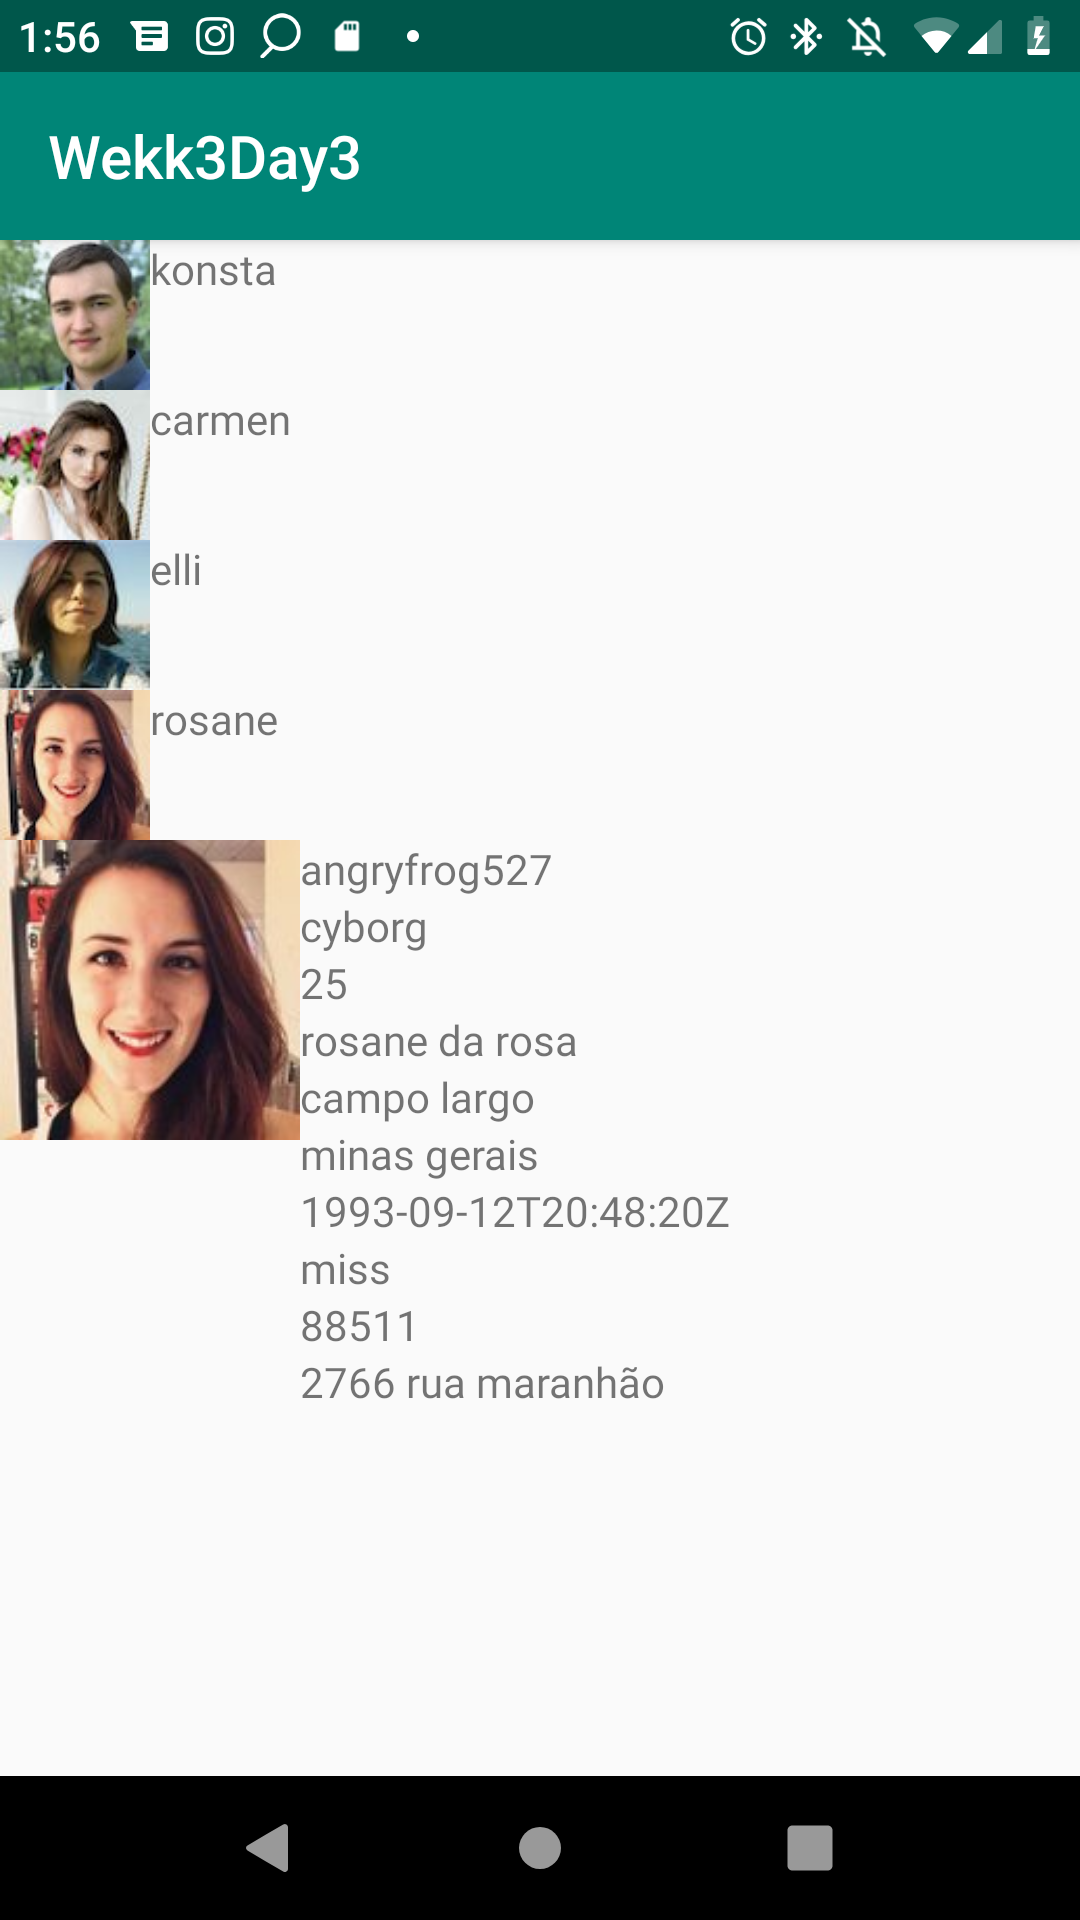 1:56
Wekk3Day3
konsta
carmen
elli
rosane
angryfrog527
cyborg
25
rosane da rosa
campo largo
minas gerais
1993-09-12T20:48:20Z
miss
88511
2766 rua maranhão